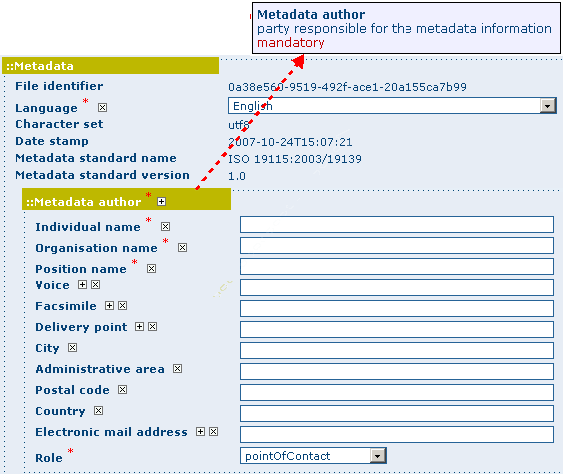 Metadata author
party responsible for the metadata information
mandatory
::Metadata
File identifier 0a38e560-9519-492f-ace1-20a155ca7b99
Language * English
Character set utf8
Date stamp 2007-10-24T15:07:21
Metadata standard name ISO 19115:2003/19139
Metadata standard version 1.0
::Metadata author *
Individual name *
Organisation name *
Position name *
Voice
Facsimile
Delivery point
City
Administrative area
Postal code
Country
Electronic mail address
Role * pointOfContact